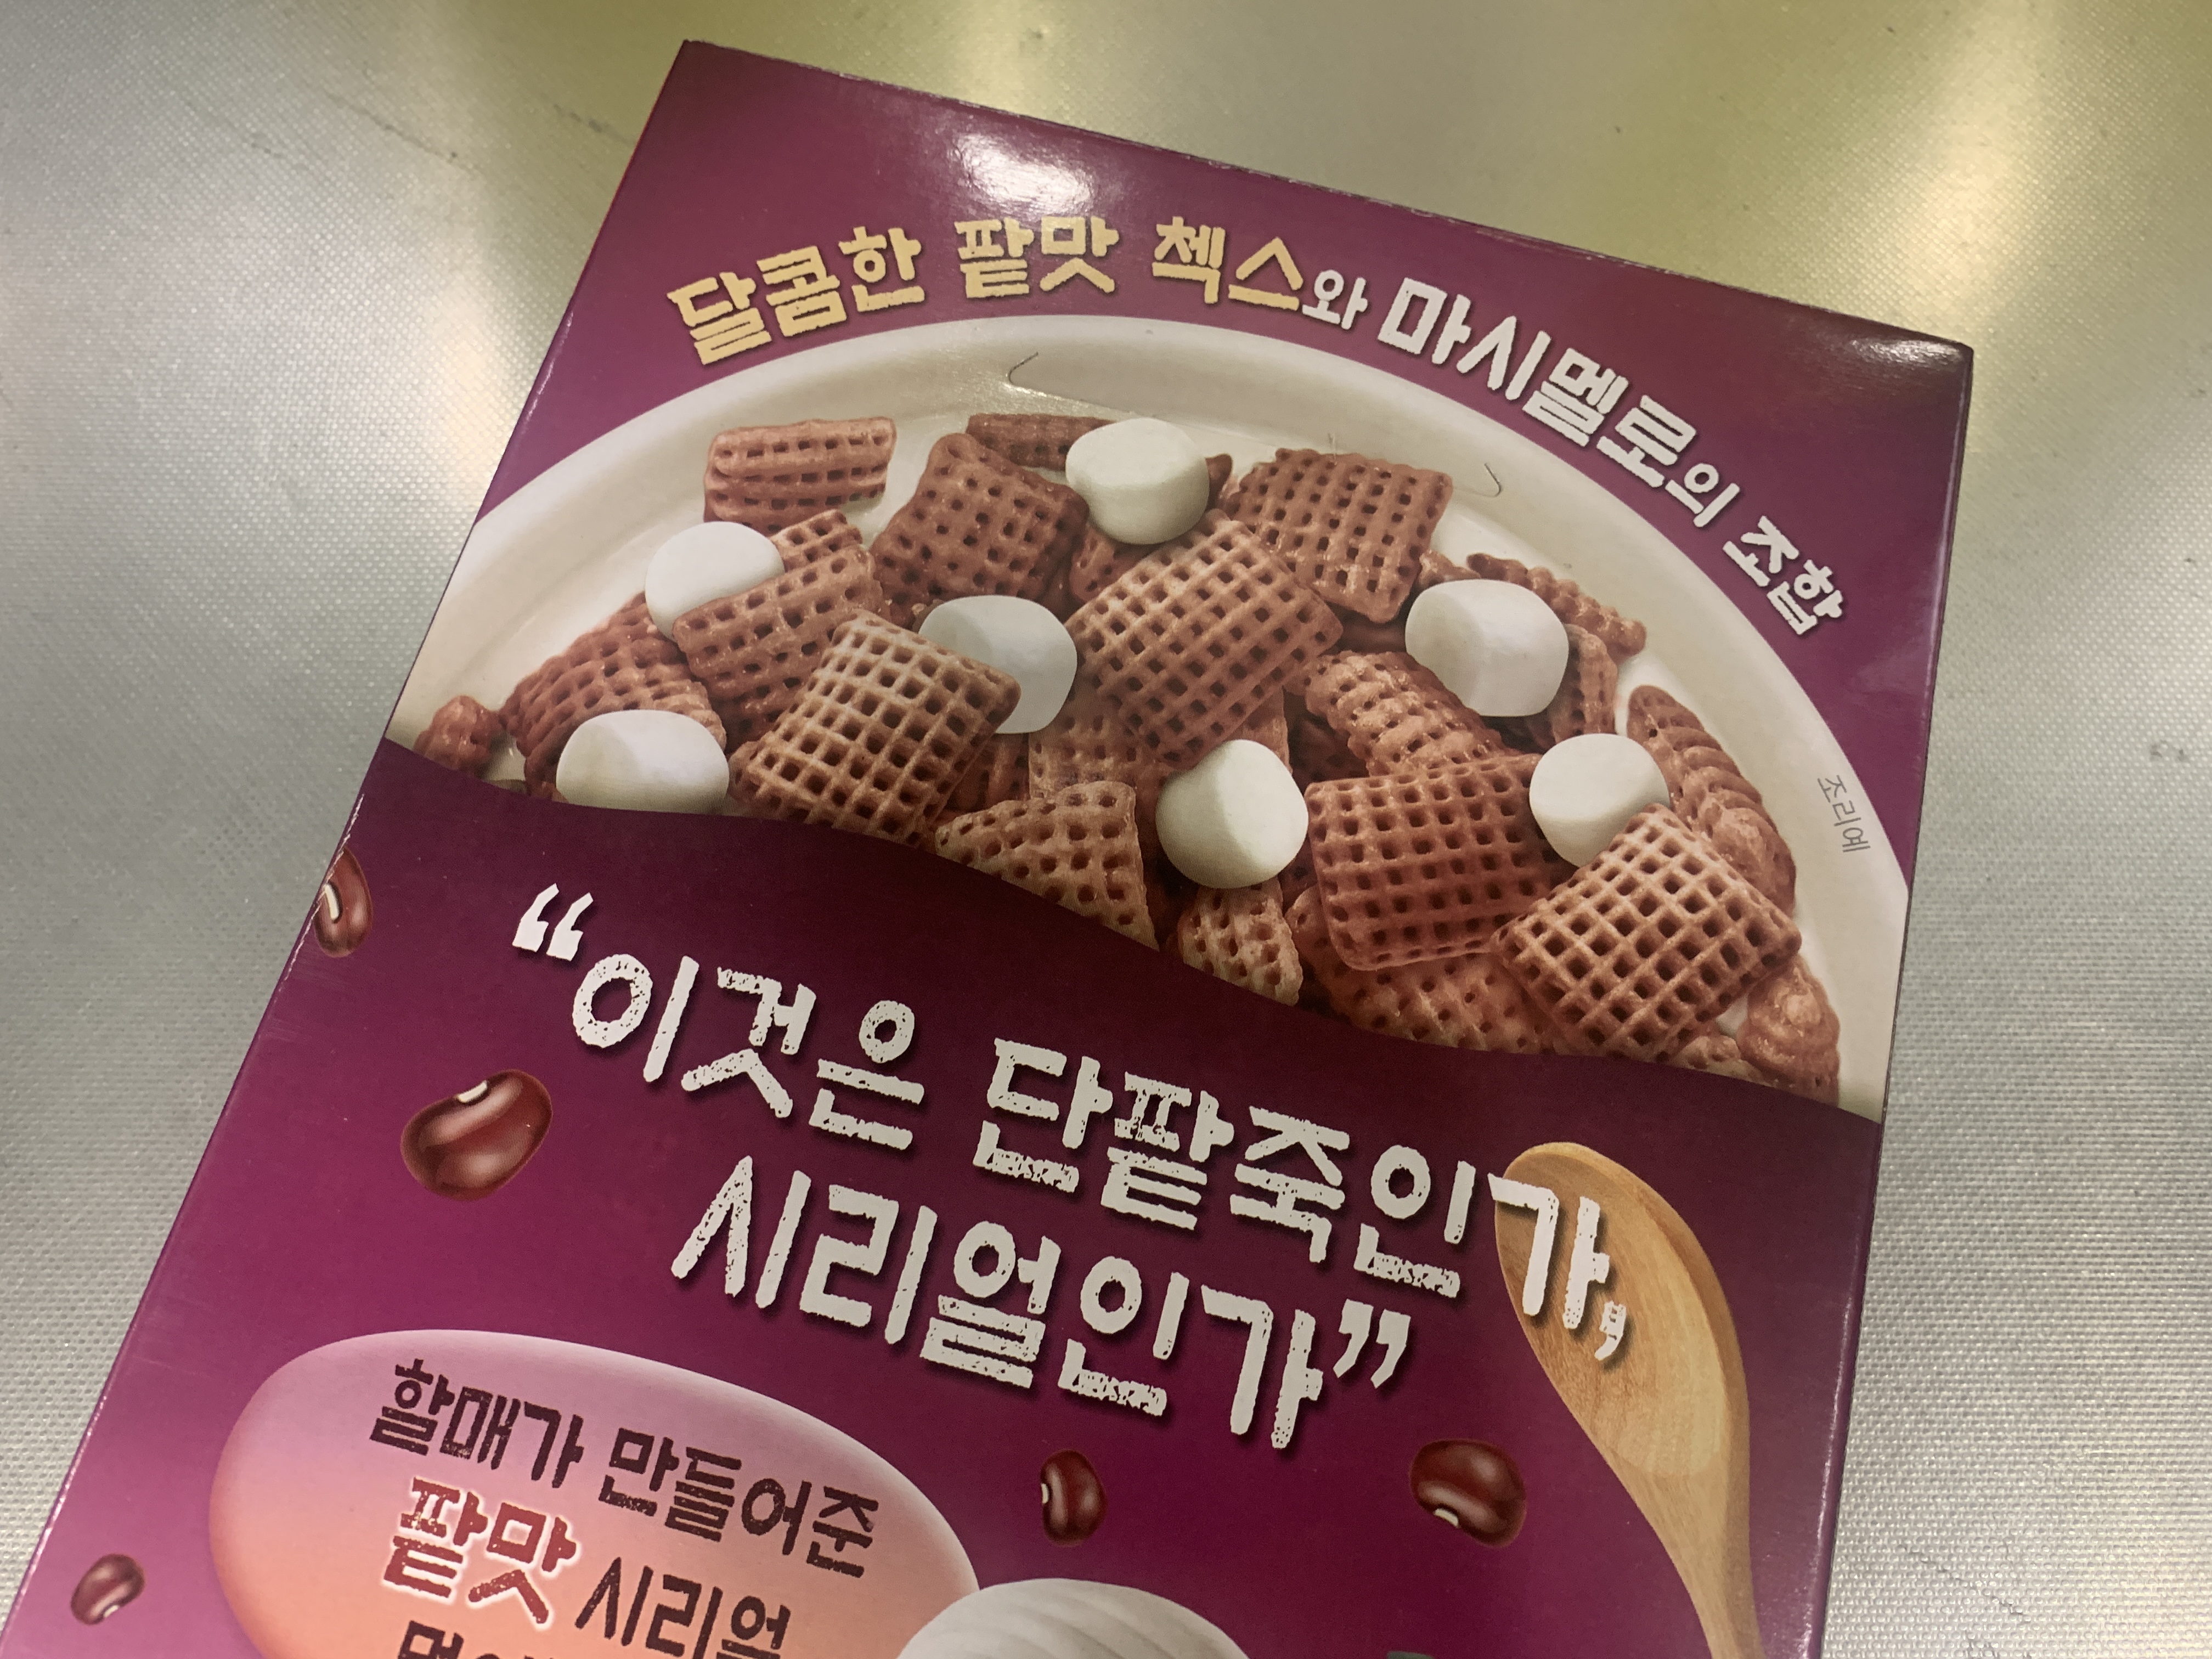 달콤한 팥맛 첵스와 마시멜로의 조합
조리예
“이것은 단팥죽인가,
시리얼인가”
할매가 만들어준
팥맛 시리얼